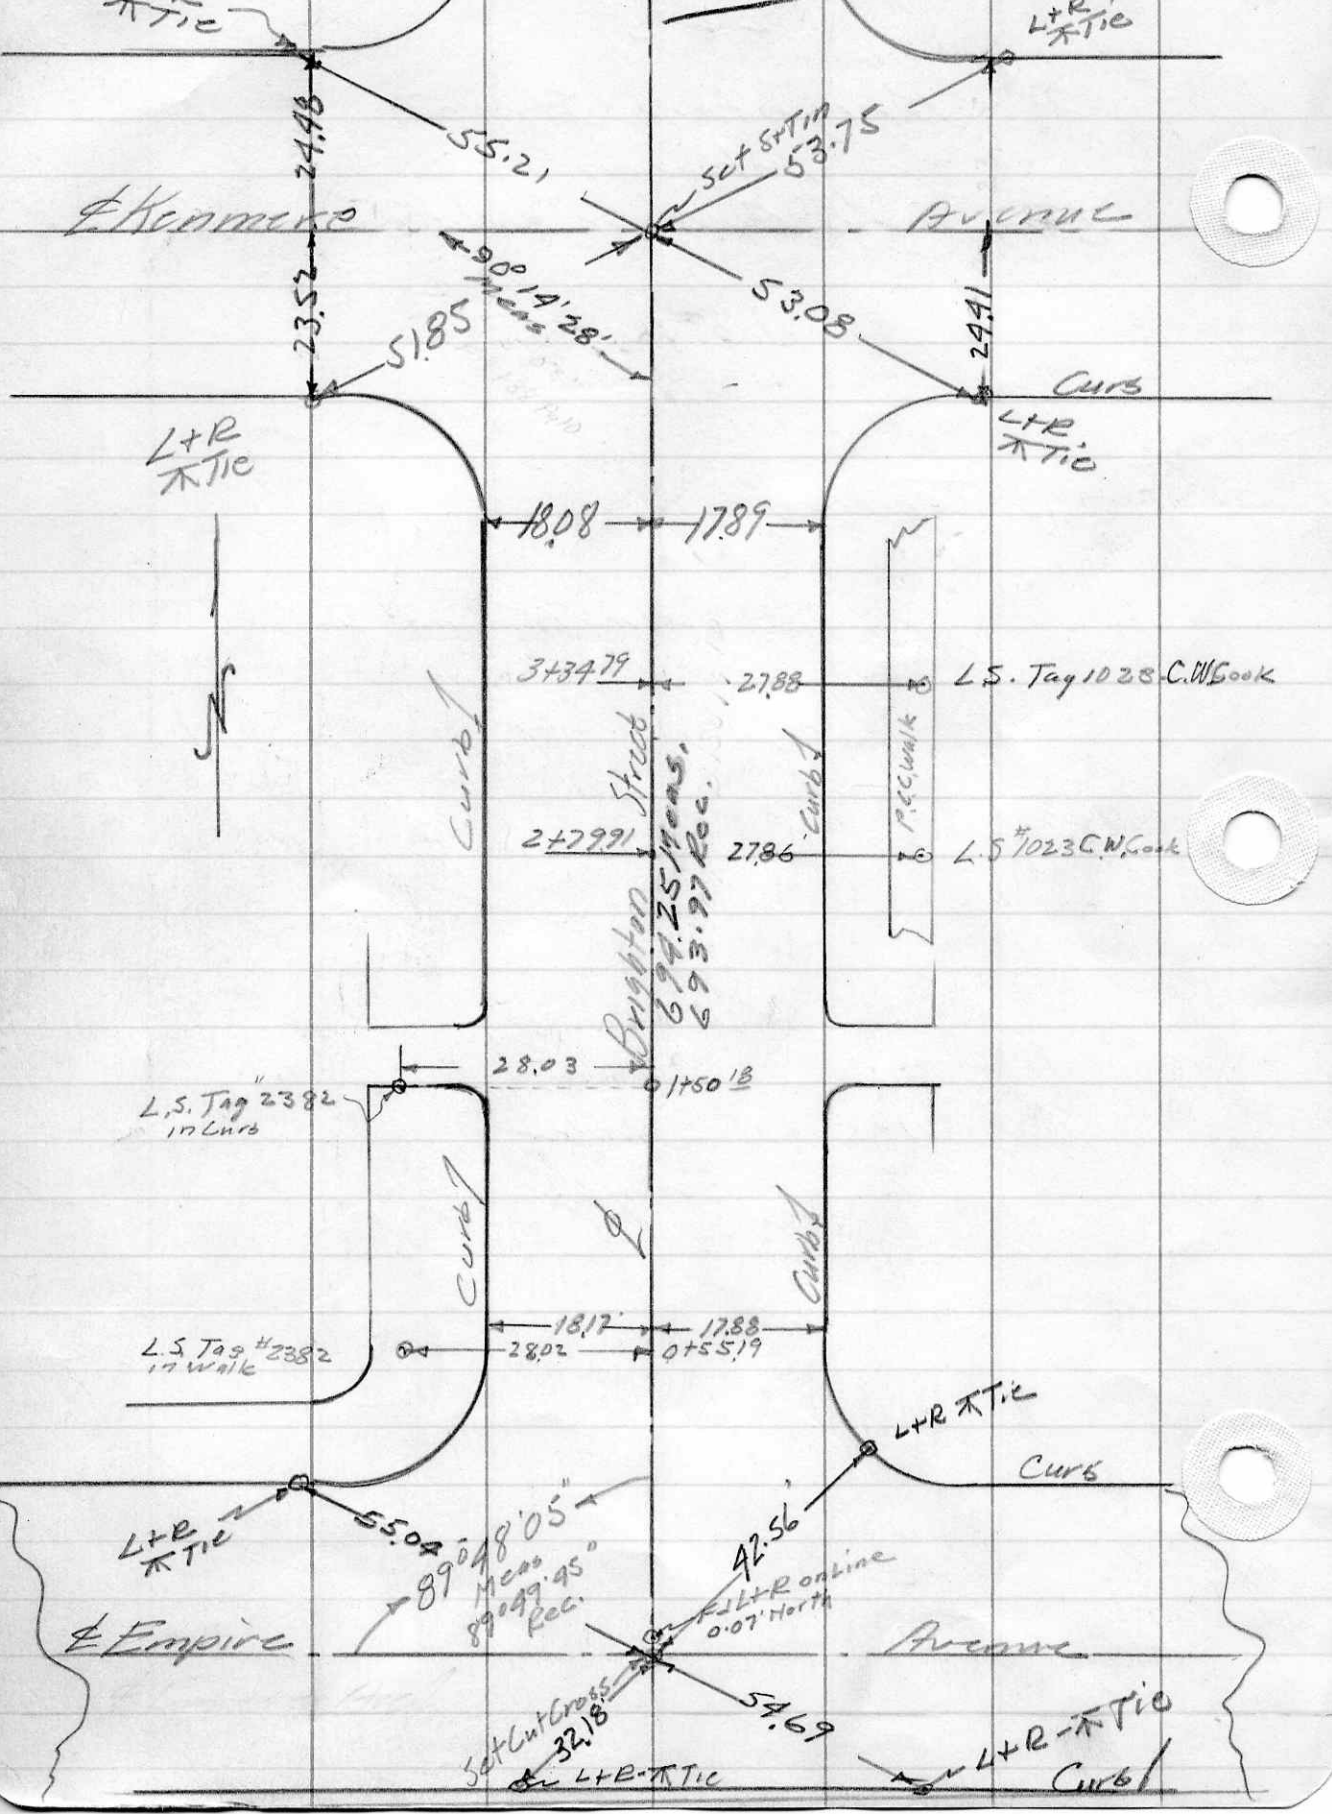 Tie
L+R
Tie
24.48
55.21
Set S+Tin
53.75
℄ Kenmere
Avenue
90° 14' 28"
Meas.
23.52
51.85
53.08
24.41
Curb
L+R
Tie
L+R
Tie
18.08
17.89
3+34.79
27.88
L.S. Tag 1023 C.W. Cook
Curb
Brighton Street
694.25 Meas.
693.97 Rec.
Curb
P.C.C. Walk
2+79.91
27.86
L.S. #1023 C.W. Cook
28.03
1+50.18
L.S. Tag #2382
in Curb
Curb
℄
Curb
18.17
17.88
L.S. Tag #2382
in Walk
28.02
0+55.19
L+R Tie
Curb
L+R
Tie
55.04
89° 48' 05"
Meas
89° 49' 45"
Rec.
42.56'
Fd L+R on Line
0.07' North
℄ Empire
Avenue
Set Cut Cross
32.18'
54.69
L+R - Tie
L+R - Tie
Curb